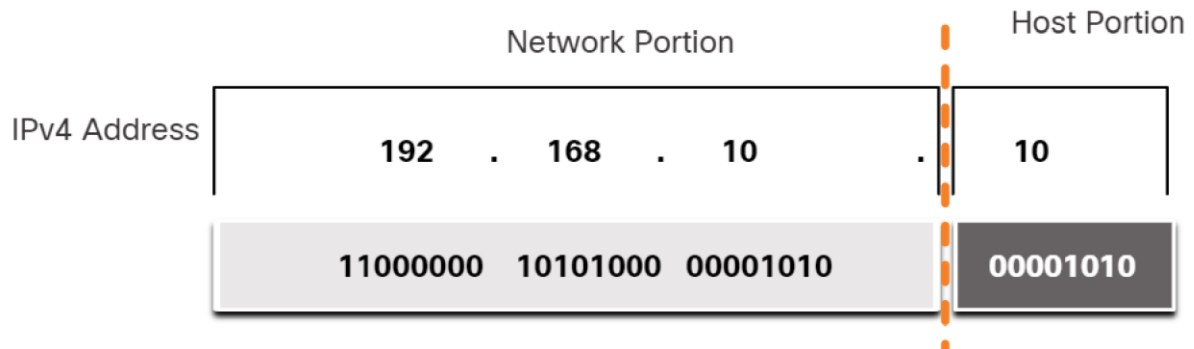 Host Portion
Network Portion
IPv4 Address
192 . 168 . 10 . 10
11000000 10101000 00001010 00001010